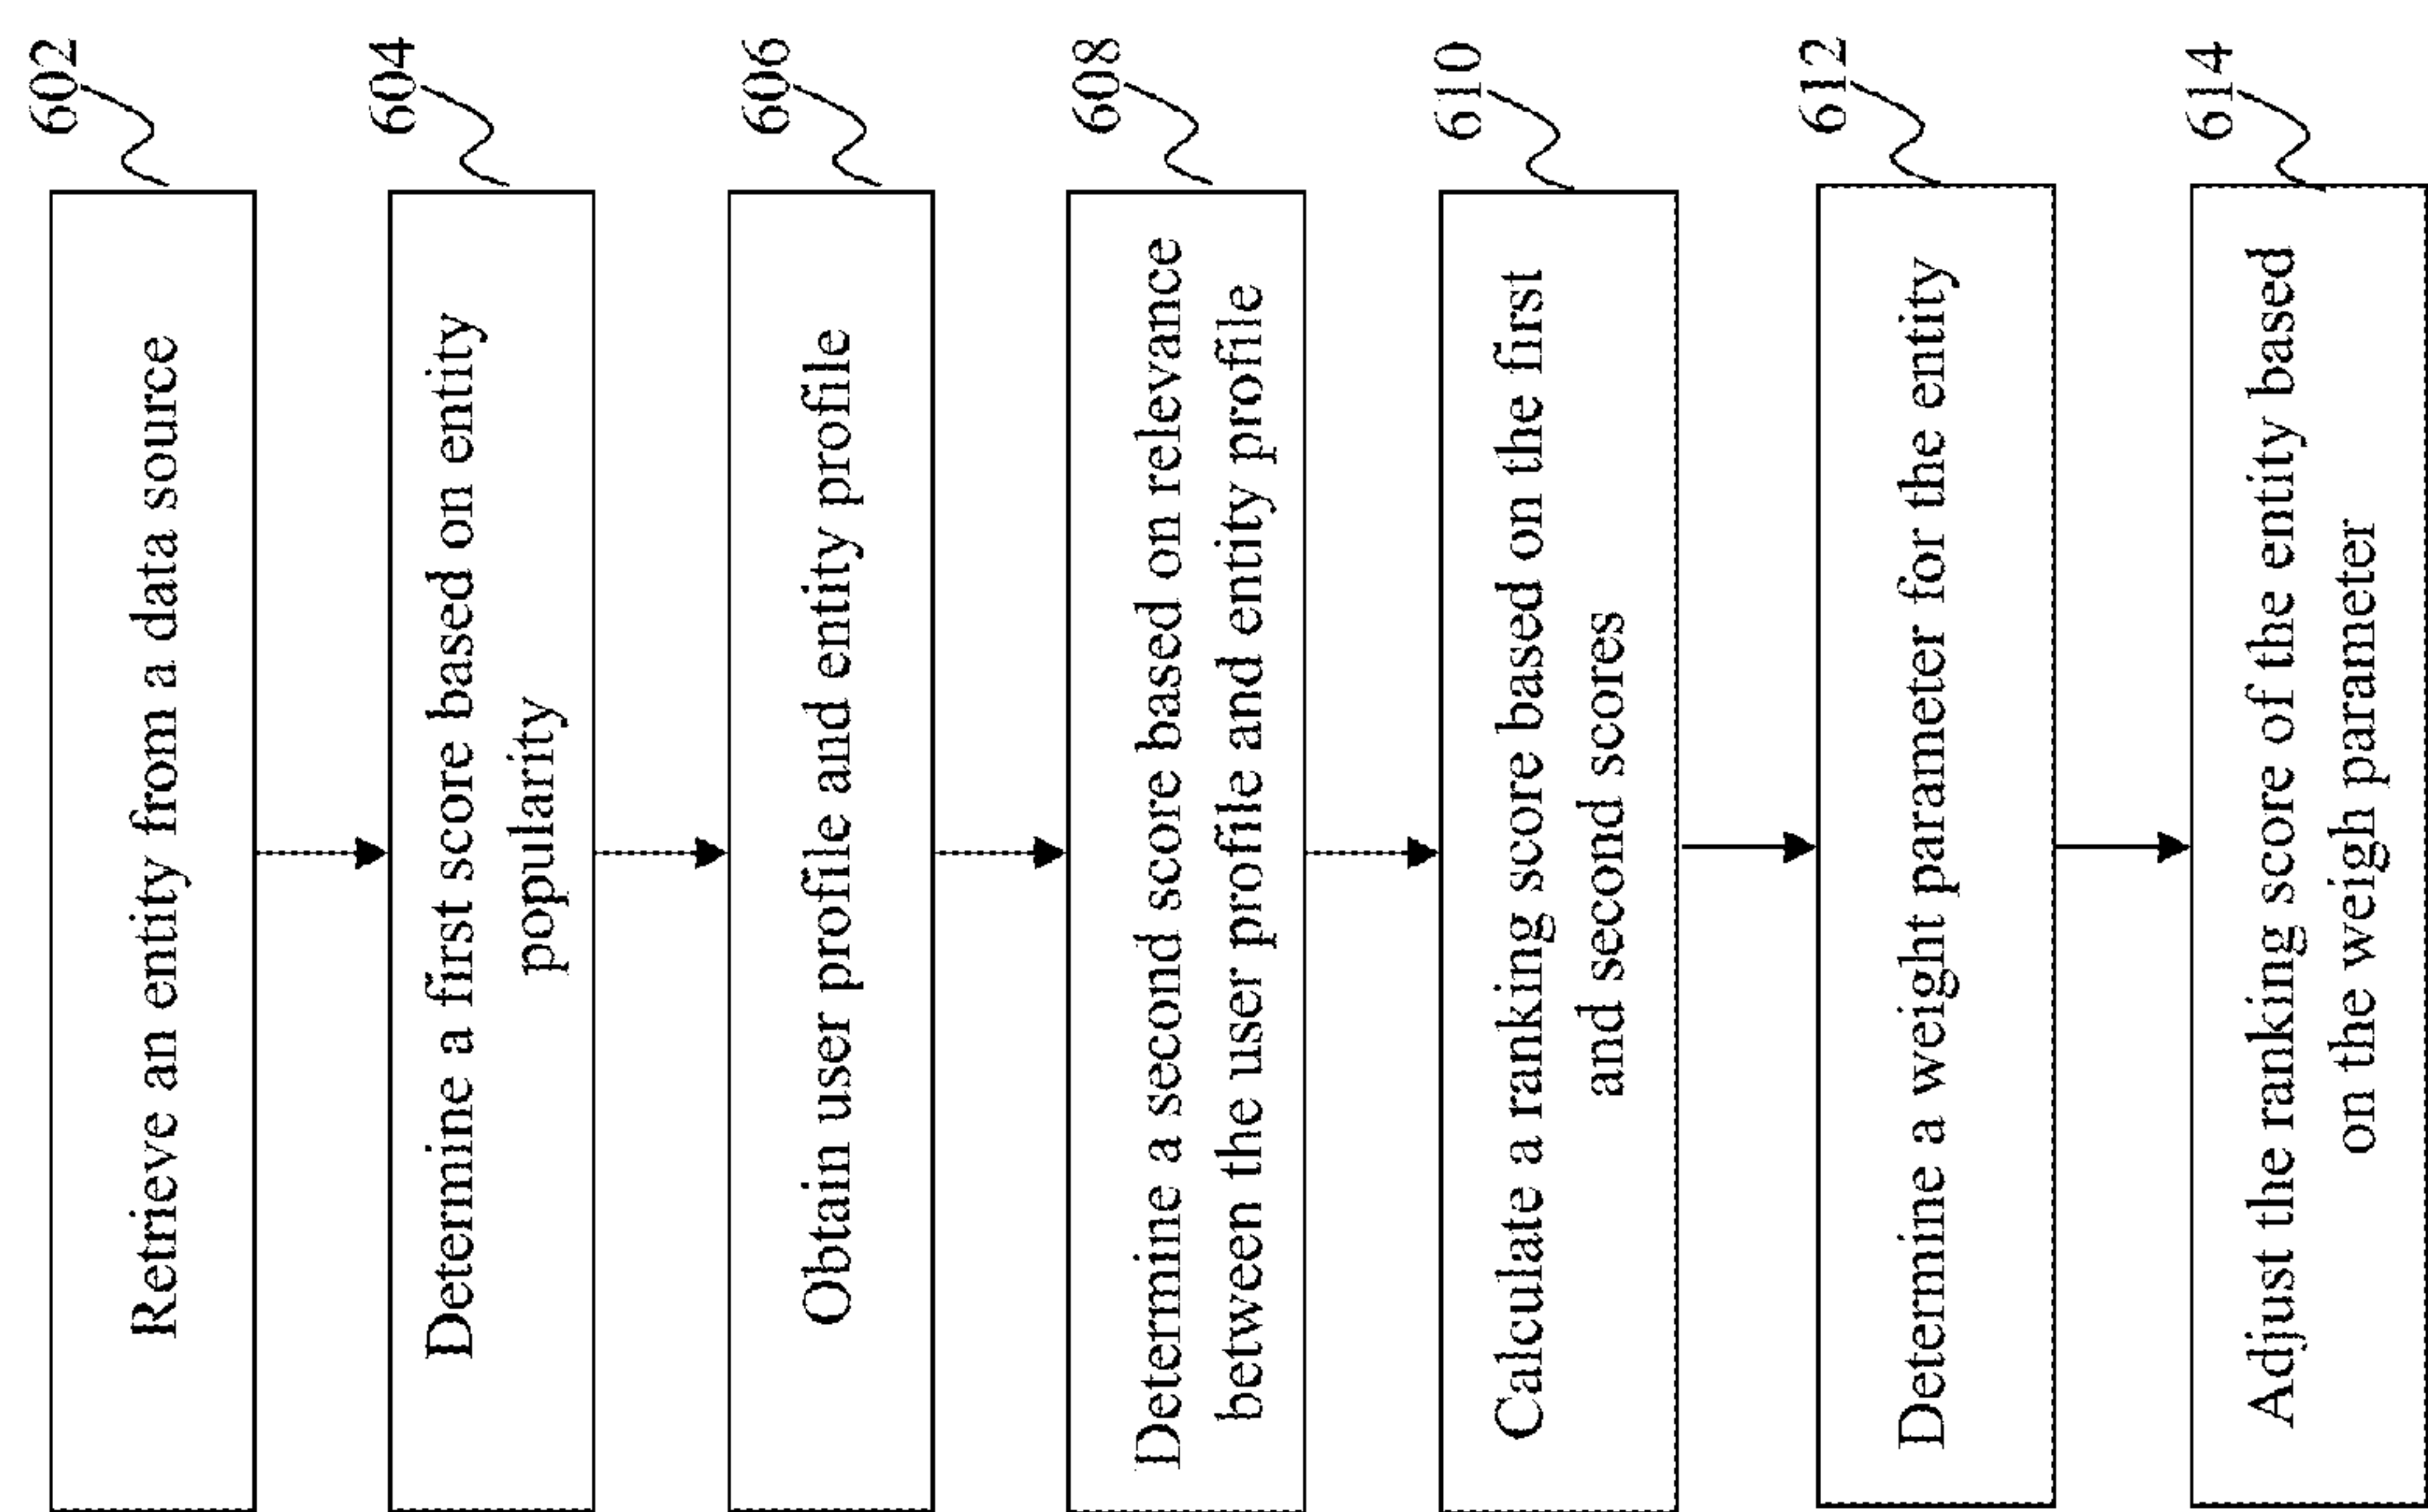 602
Retrieve an entity from a data source
604
Determine a first score based on entity
popularity
606
Obtain user profile and entity profile
608
Determine a second score based on relevance
between the user profile and entity profile
610
Calculate a ranking score based on the first
and second scores
612
Determine a weight parameter for the entity
614
Adjust the ranking score of the entity based
on the weigh parameter